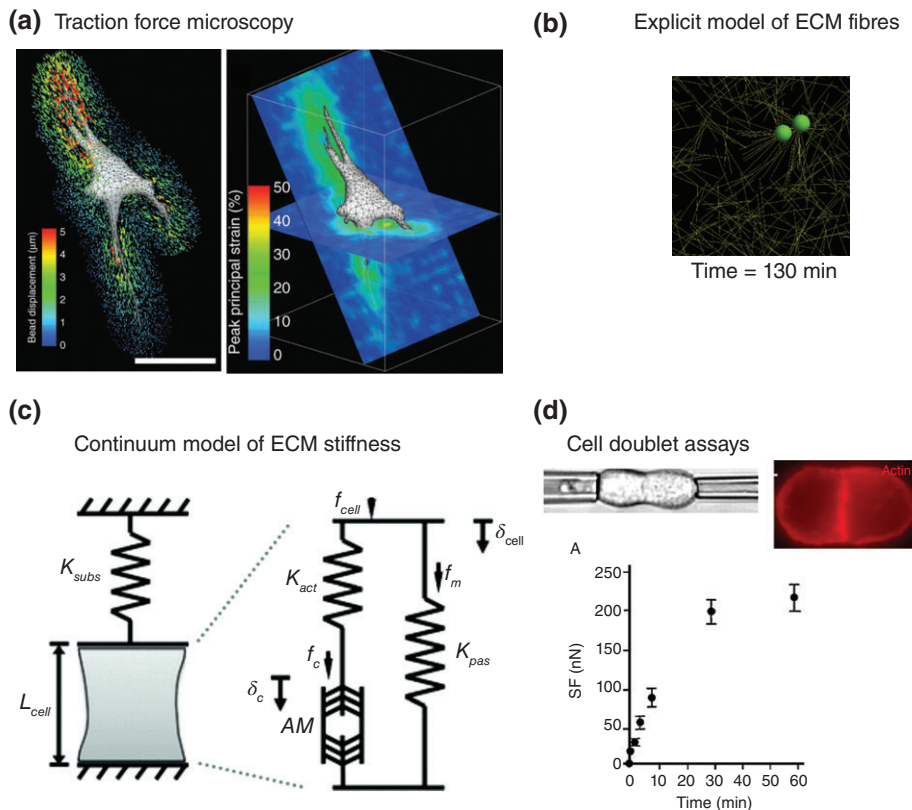 (a) Traction force microscopy
Bead displacement (µm)
5
4
3
2
1
0
Peak principal strain (%)
50
40
30
20
10
0
(b) Explicit model of ECM fibres
Time = 130 min
(c)
Continuum model of ECM stiffness
K_subs
L_cell
f_cell
δ_cell
K_act
f_m
K_pas
f_c
δ_c
AM
(d)
Cell doublet assays
Actin
A
SF (nN)
250
200
150
100
50
0
0 10 20 30 40 50 60
Time (min)